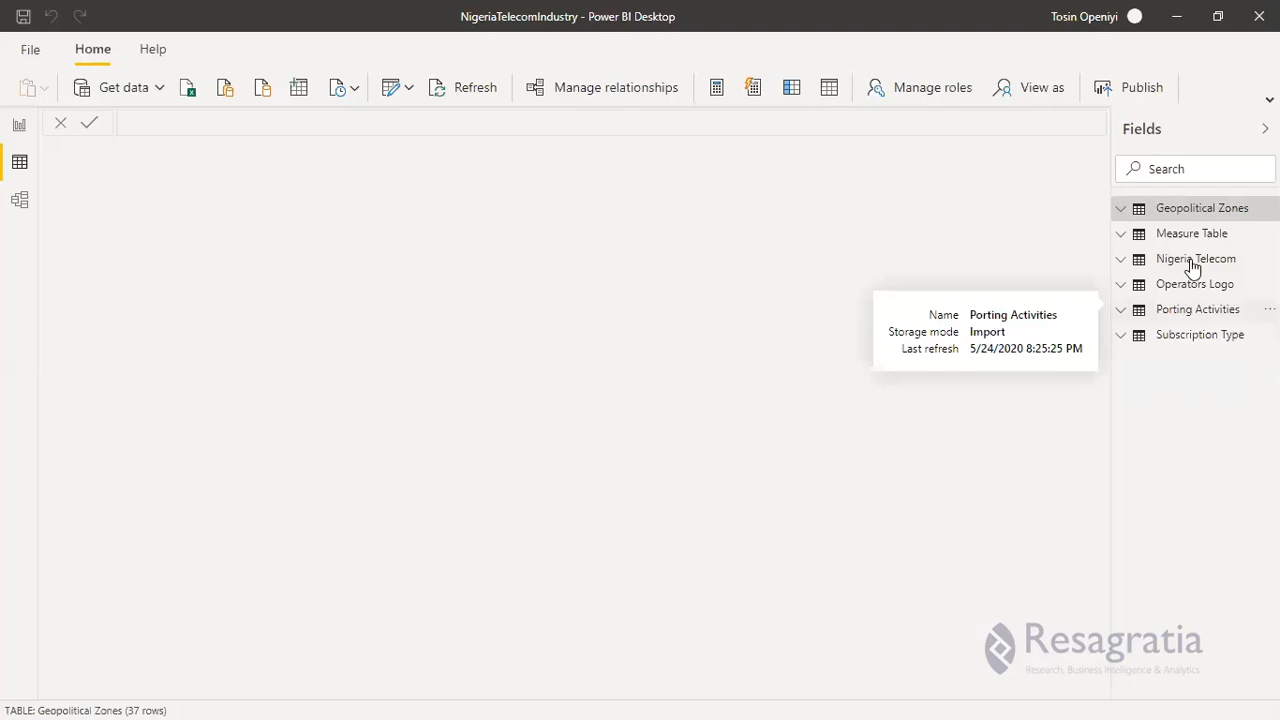 NigeriaTelecomIndustry - Power BI Desktop
Tosin Openiyi
File
Home
Help
Get data
Refresh
Manage relationships
Manage roles
View as
Publish
Fields
Search
Geopolitical Zones
Measure Table
Nigeria Telecom
Operators Logo
Porting Activities
Subscription Type
Name Porting Activities
Storage mode Import
Last refresh 5/24/2020 8:25:25 PM
Resagratia
Research, Business Intelligence & Analytics
TABLE: Geopolitical Zones (37 rows)